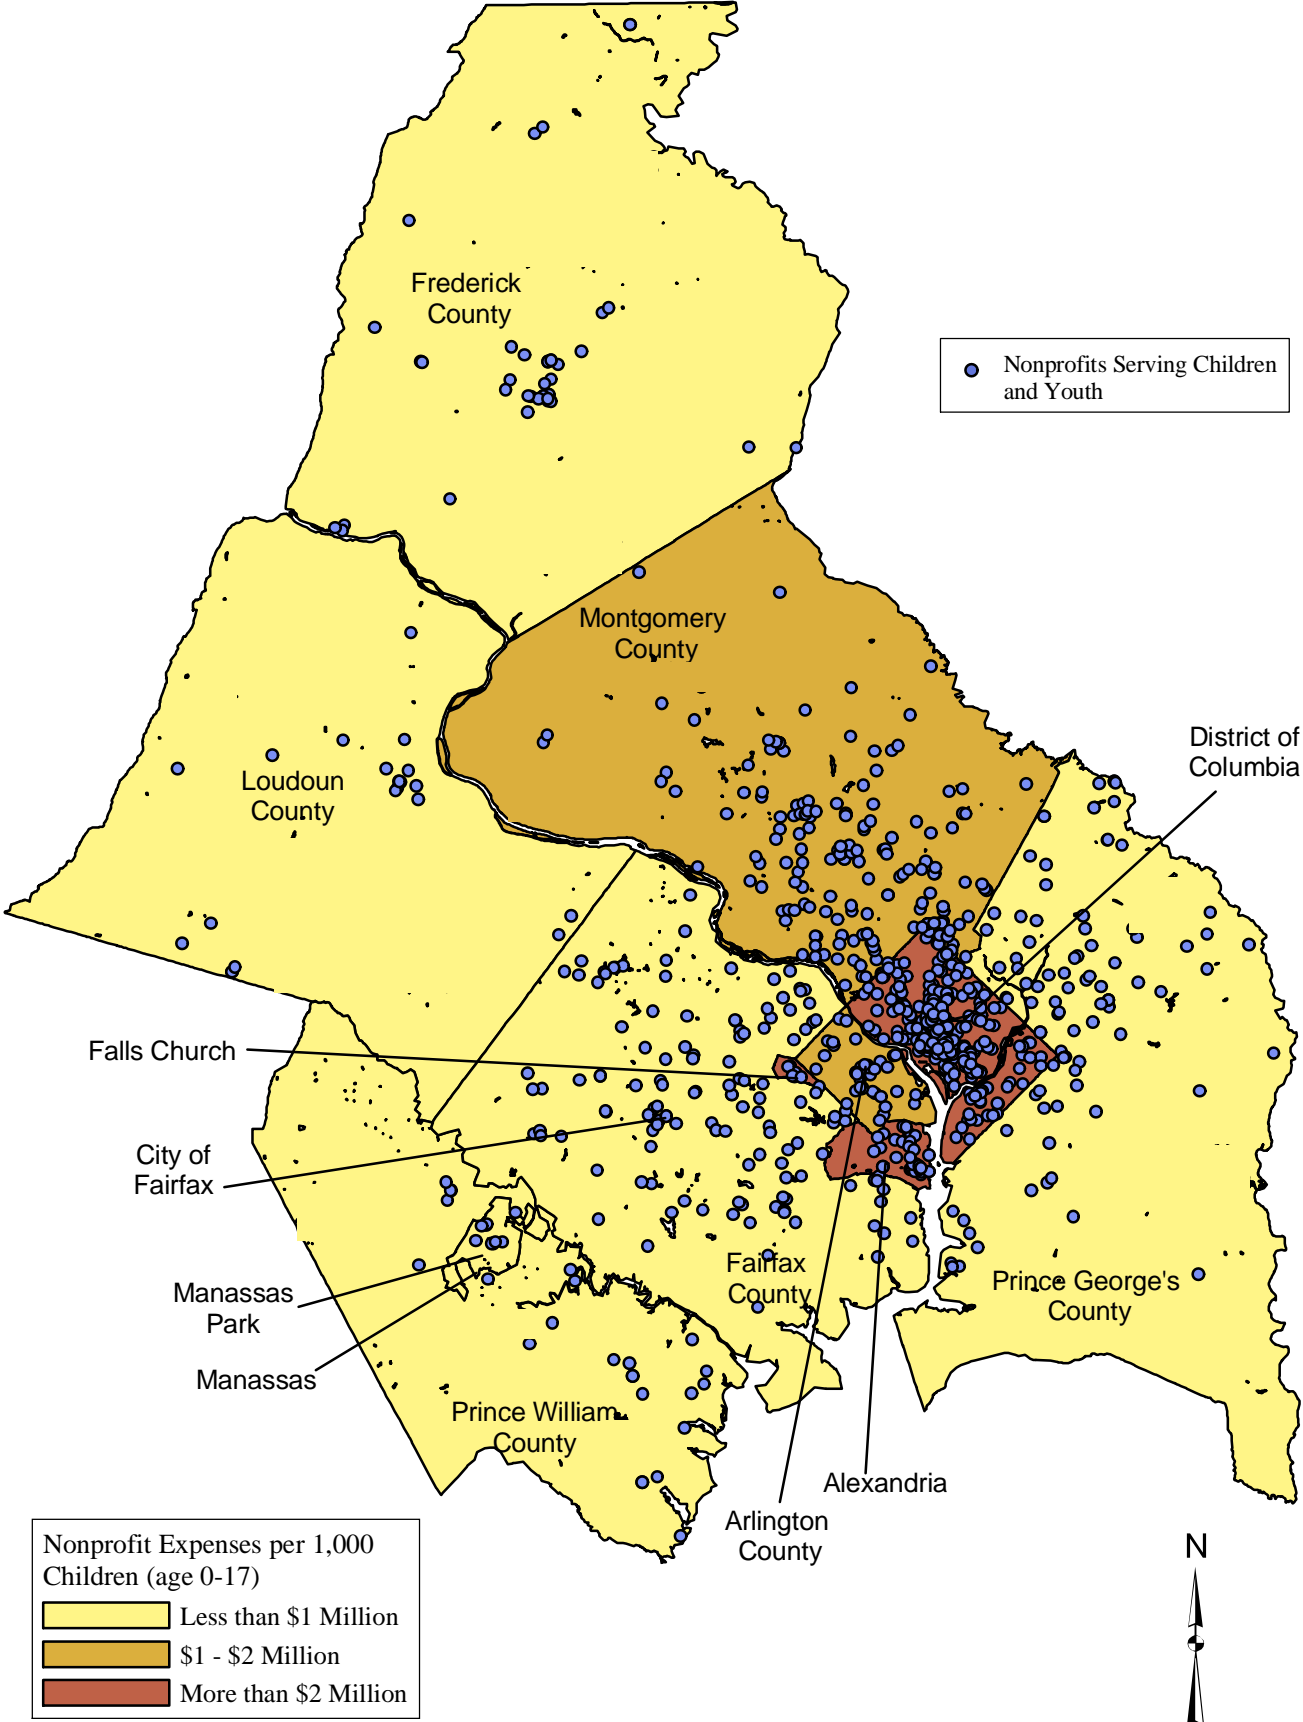 Frederick
County
Nonprofits Serving Children
and Youth
Montgomery
County
District of
Columbia
Loudoun
County
Falls Church
City of
Fairfax
Fairfax
County
Prince George's
County
Manassas
Park
Manassas
Prince William
County
Alexandria
Arlington
County
N
Nonprofit Expenses per 1,000
Children (age 0-17)
Less than $1 Million
$1 - $2 Million
More than $2 Million